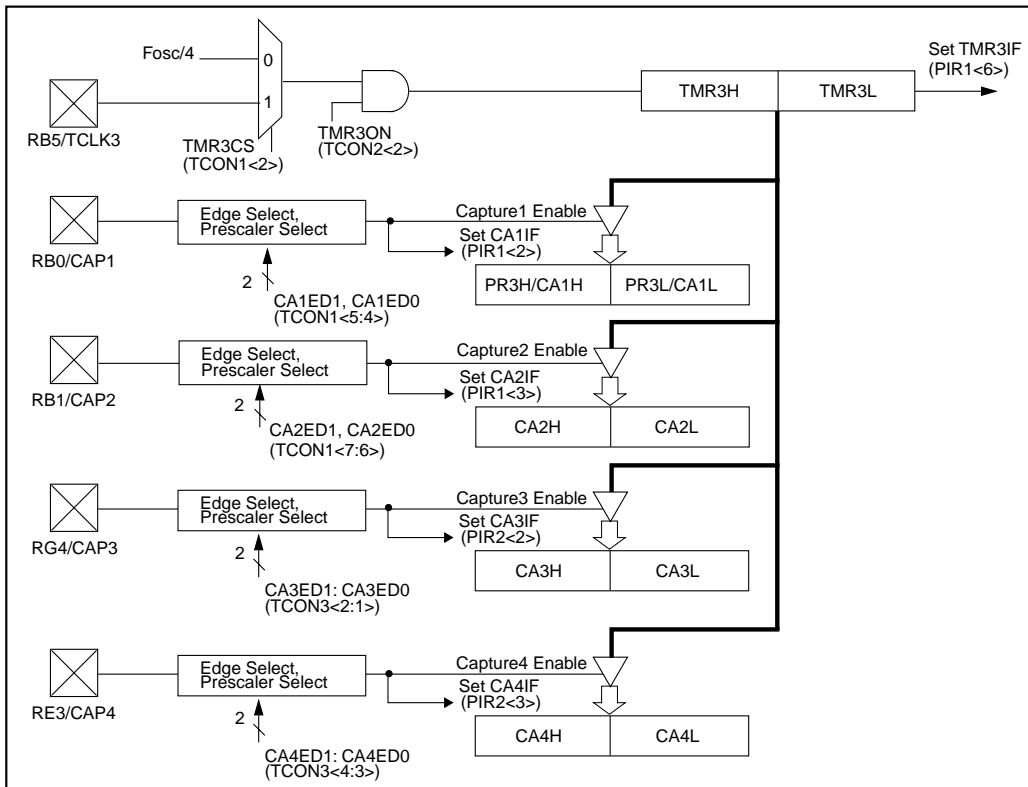 Fosc/4
0
1
RB5/TCLK3
TMR3CS
(TCON1<2>)
TMR3ON
(TCON2<2>)
TMR3H
TMR3L
Set TMR3IF
(PIR1<6>)
RB0/CAP1
Edge Select,
Prescaler Select
2
CA1ED1, CA1ED0
(TCON1<5:4>)
Capture1 Enable
Set CA1IF
(PIR1<2>)
PR3H/CA1H
PR3L/CA1L
RB1/CAP2
Edge Select,
Prescaler Select
2
CA2ED1, CA2ED0
(TCON1<7:6>)
Capture2 Enable
Set CA2IF
(PIR1<3>)
CA2H
CA2L
RG4/CAP3
Edge Select,
Prescaler Select
2
CA3ED1: CA3ED0
(TCON3<2:1>)
Capture3 Enable
Set CA3IF
(PIR2<2>)
CA3H
CA3L
RE3/CAP4
Edge Select,
Prescaler Select
2
CA4ED1: CA4ED0
(TCON3<4:3>)
Capture4 Enable
Set CA4IF
(PIR2<3>)
CA4H
CA4L